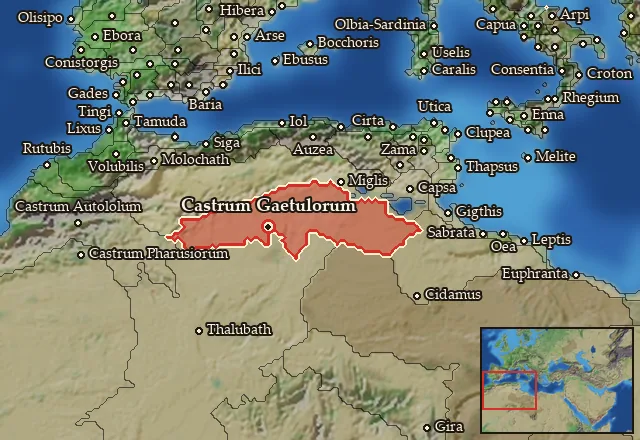 Olisipo
Hibera
Olbia-Sardinia
Capua
Arpi
Ebora
Arse
Bocchoris
Uselis
Conistorgis
Ilici
Ebusus
Caralis
Consentia
Croton
Gades
Baria
Utica
Rhegium
Tingi
Tamuda
Iol
Cirta
Enna
Lixus
Siga
Clupea
Rutubis
Auzea
Zama
Volubilis
Molochath
Thapsus
Melite
Miglis
Capsa
Castrum Autololum
Castrum Gaetulorum
Gigthis
Sabrata
Castrum Pharusiorum
Oea
Leptis
Euphranta
Cidamus
Thalubath
Gira